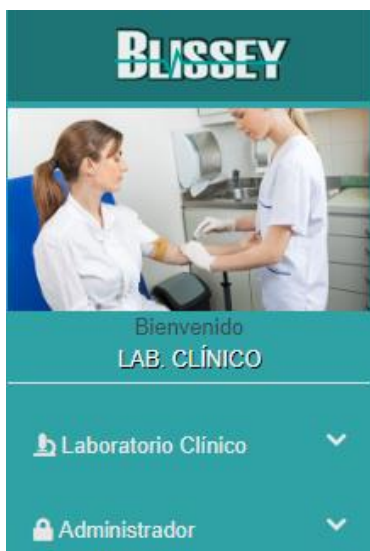 BLISSEY
Bienvenido
LAB. CLÍNICO
Laboratorio Clínico
Administrador